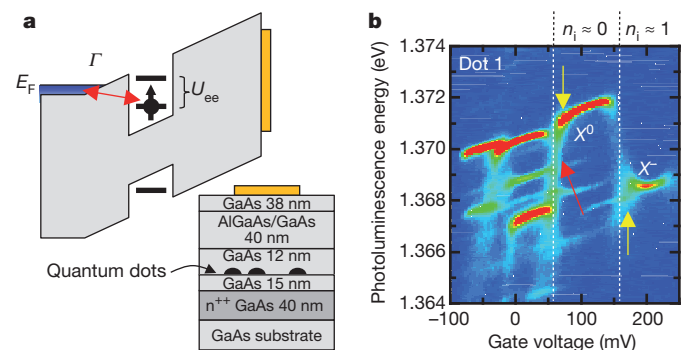 a
Γ
E_F
U_ee
GaAs 38 nm
AlGaAs/GaAs
40 nm
GaAs 12 nm
Quantum dots
GaAs 15 nm
n⁺⁺ GaAs 40 nm
GaAs substrate
b
n_i ≈ 0
n_i ≈ 1
Photoluminescence energy (eV)
1.374
1.372
1.370
1.368
1.366
1.364
Dot 1
X⁰
X⁻
−100
0
100
200
Gate voltage (mV)